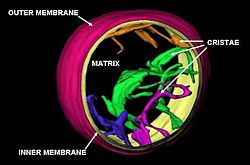 OUTER MEMBRANE
CRISTAE
MATRIX
INNER MEMBRANE